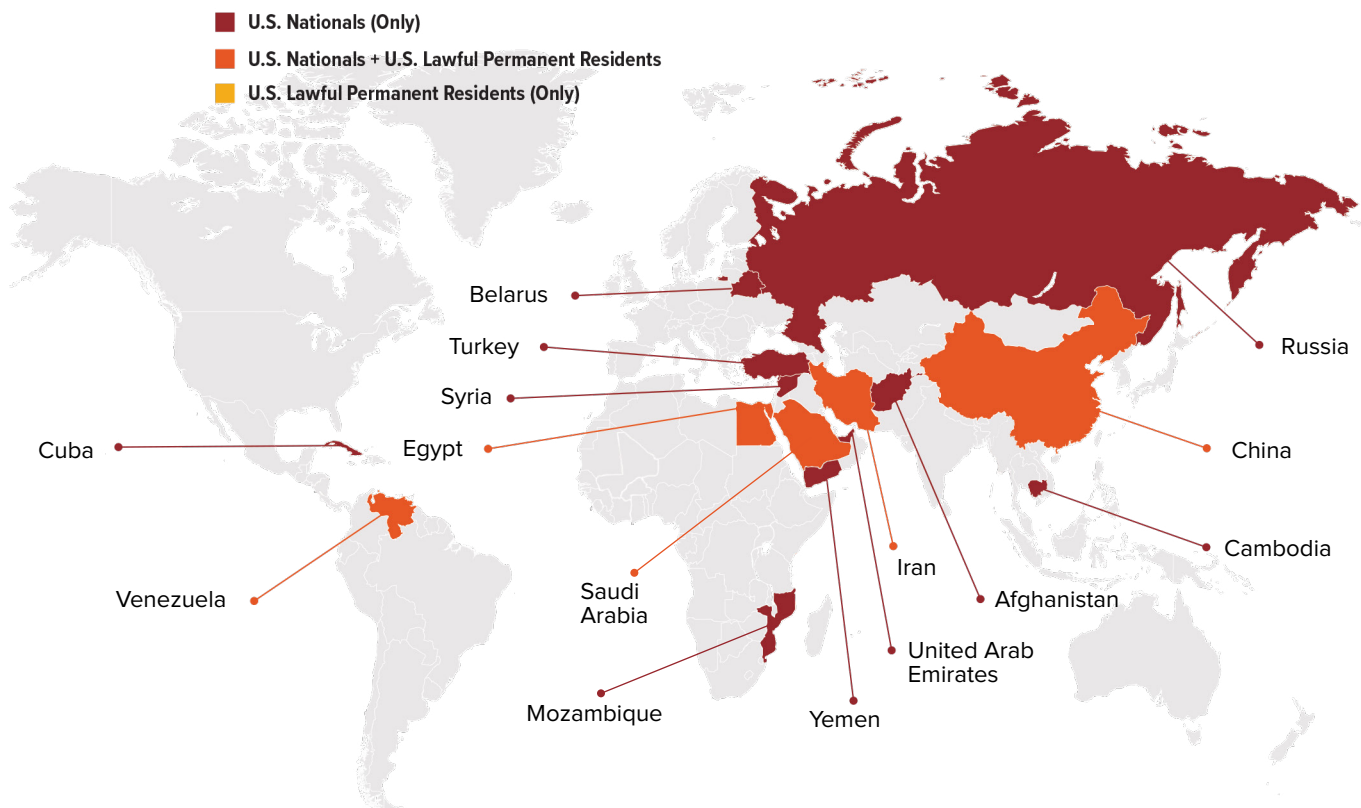 U.S. Nationals (Only)
U.S. Nationals + U.S. Lawful Permanent Residents
U.S. Lawful Permanent Residents (Only)
Belarus
Turkey
Russia
Syria
Cuba
Egypt
China
Cambodia
Iran
Venezuela
Saudi
Arabia
Afghanistan
United Arab
Emirates
Mozambique
Yemen